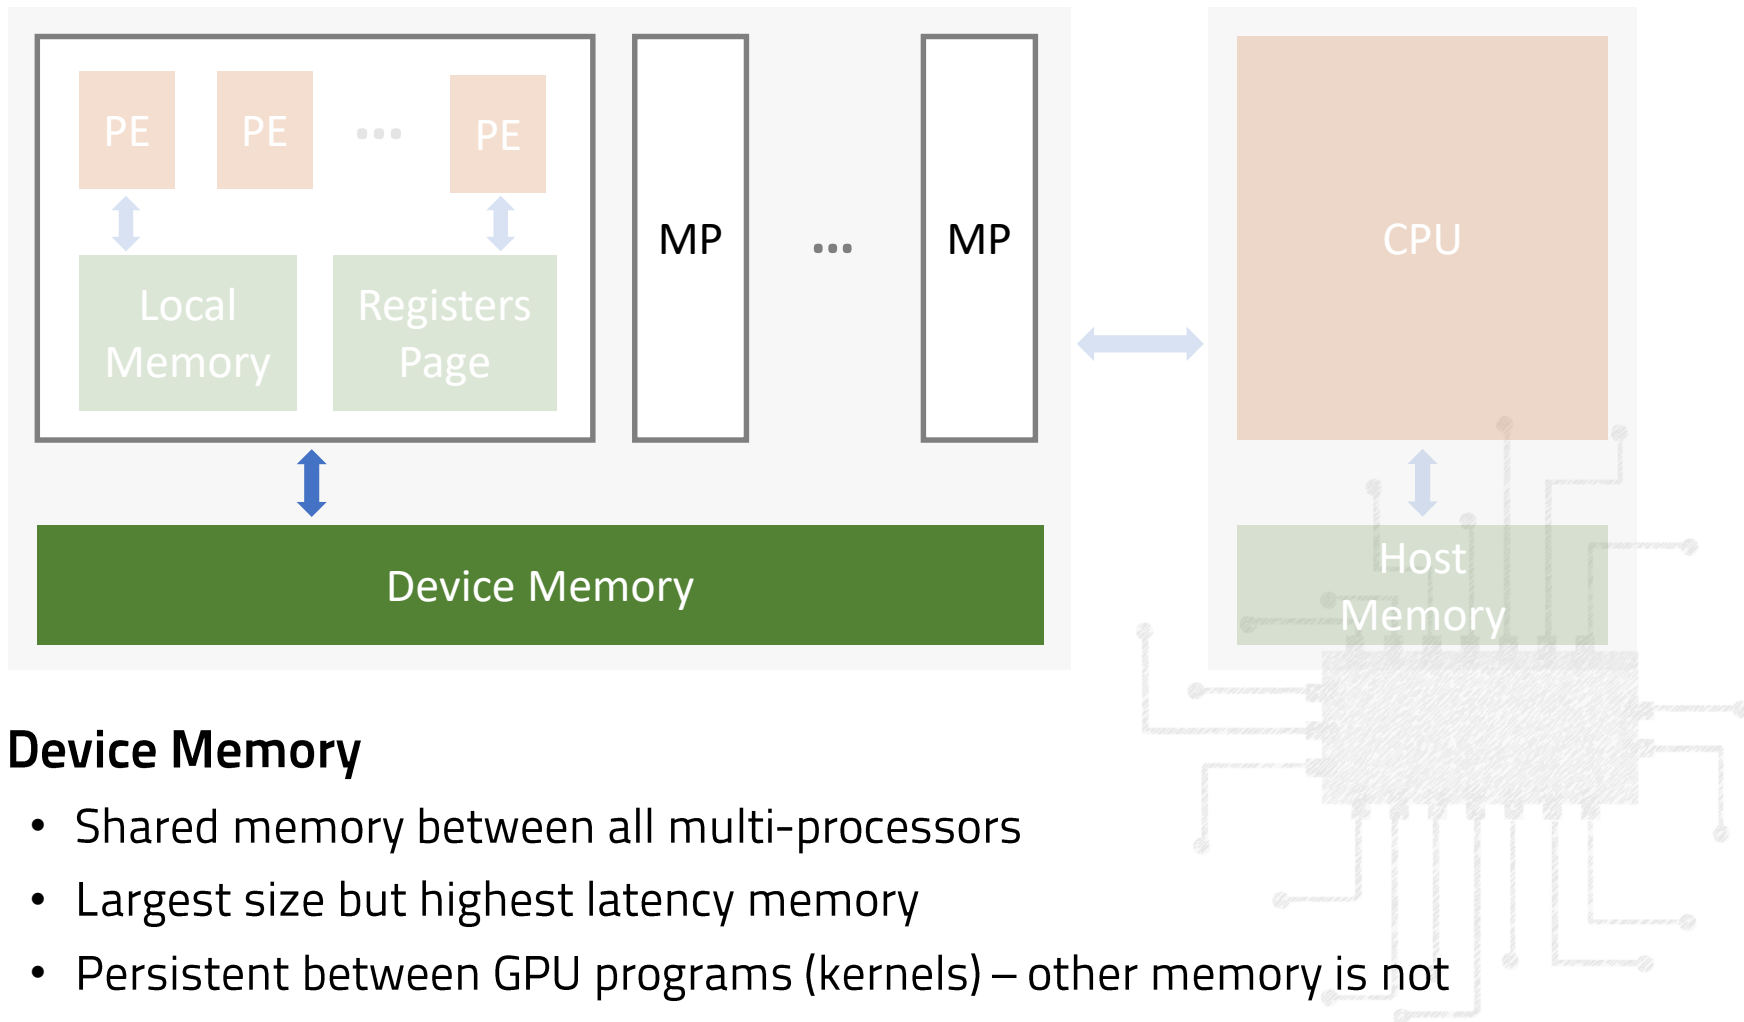 PE
PE
...
PE
Local
Memory
Registers
Page
MP
...
MP
CPU
Device Memory
Host
Memory
Device Memory
• Shared memory between all multi-processors
• Largest size but highest latency memory
• Persistent between GPU programs (kernels) – other memory is not